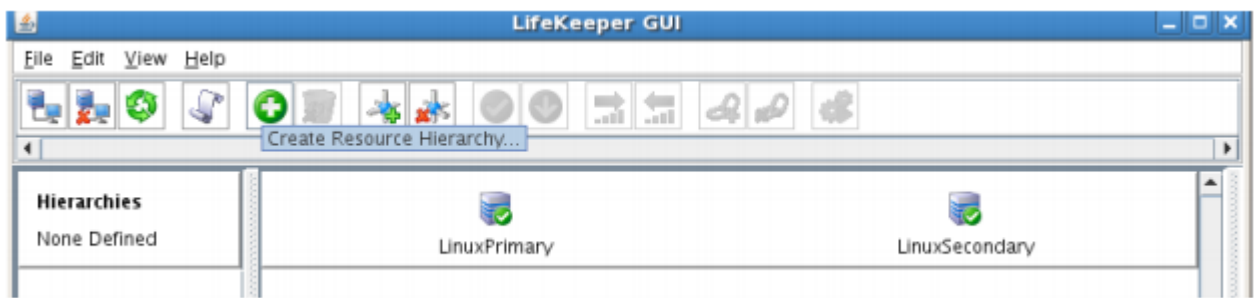 LifeKeeper GUI
File Edit View Help
Create Resource Hierarchy...
Hierarchies
None Defined
LinuxPrimary
LinuxSecondary